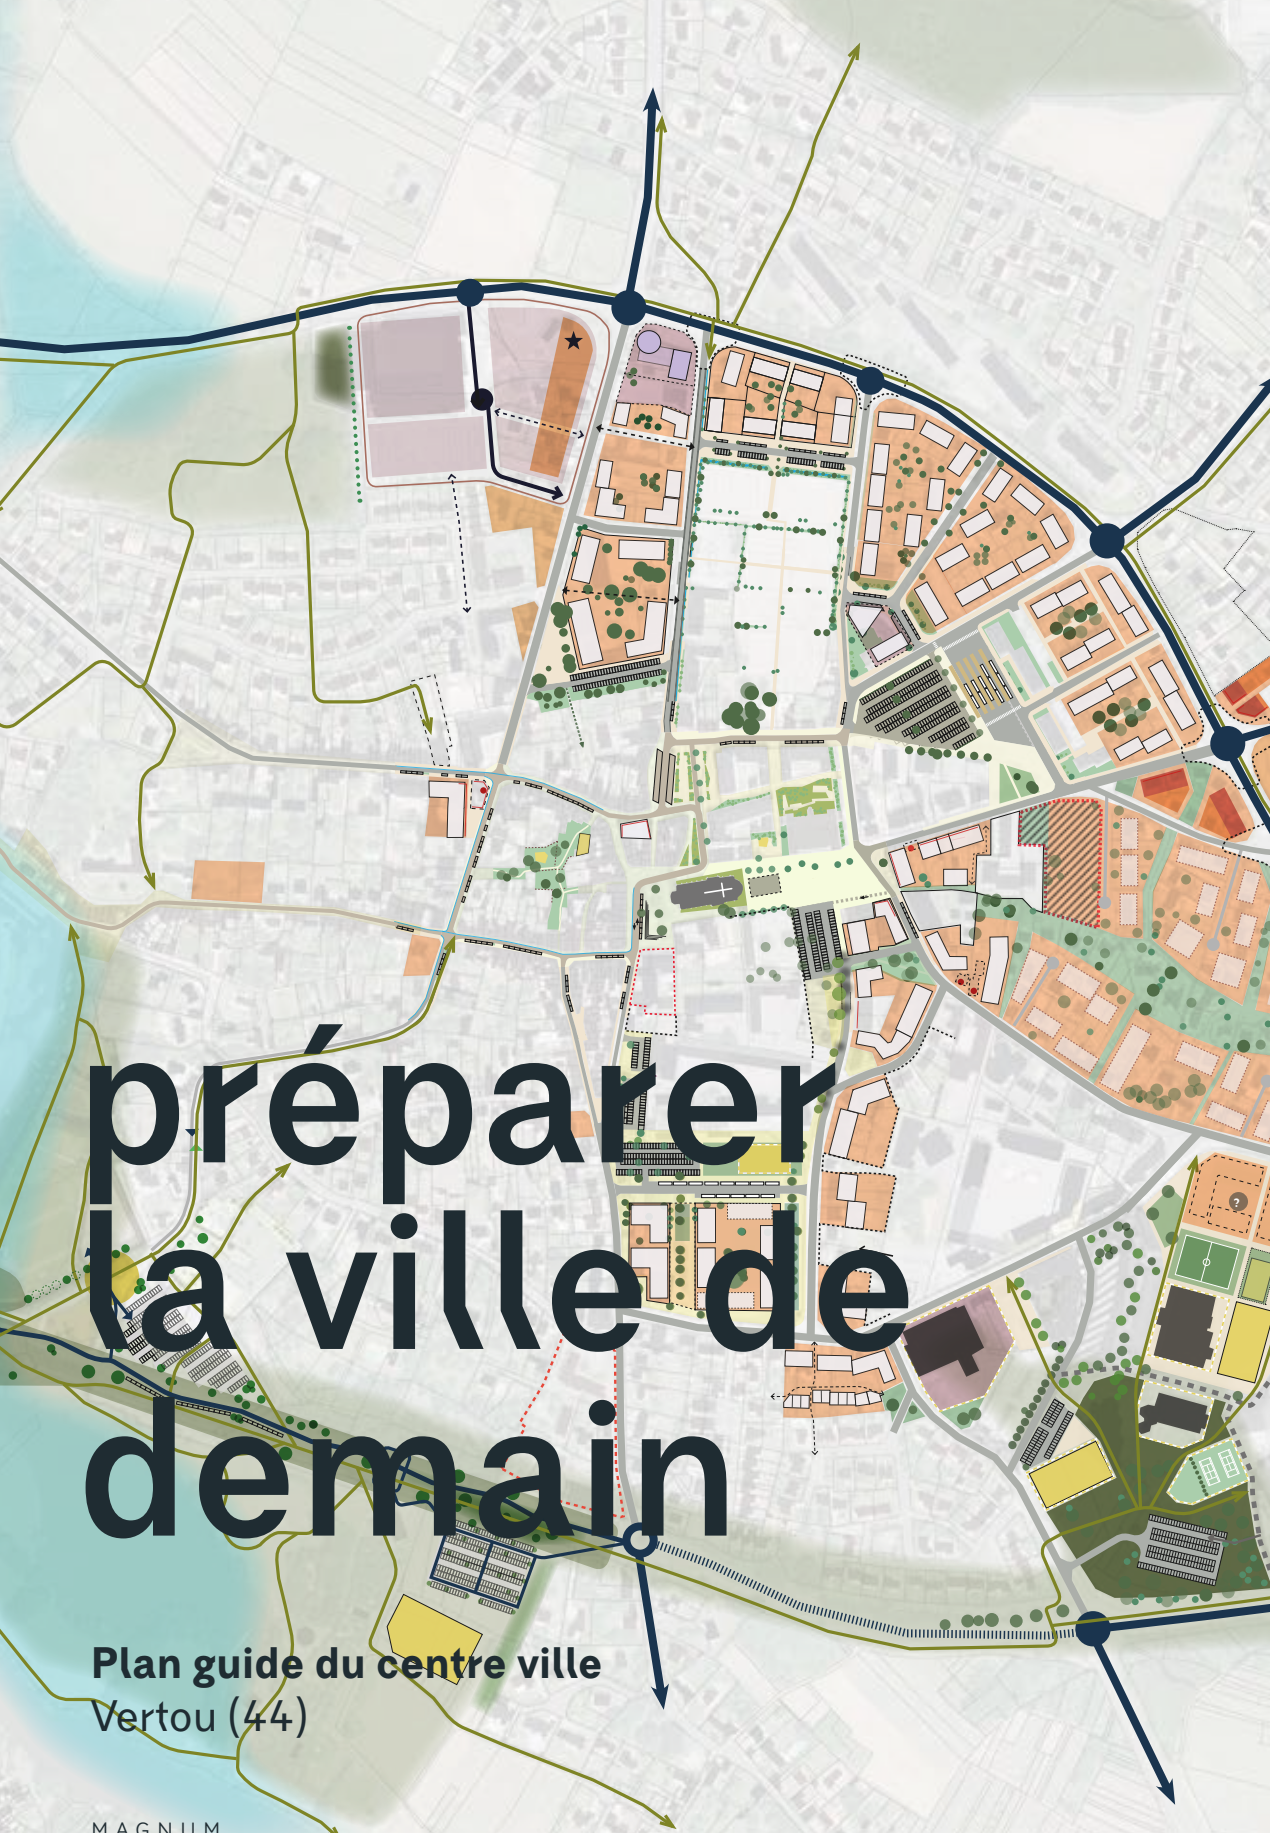 ?
préparer
la ville de
demain
Plan guide du centre ville
Vertou (44)
MAGNUM